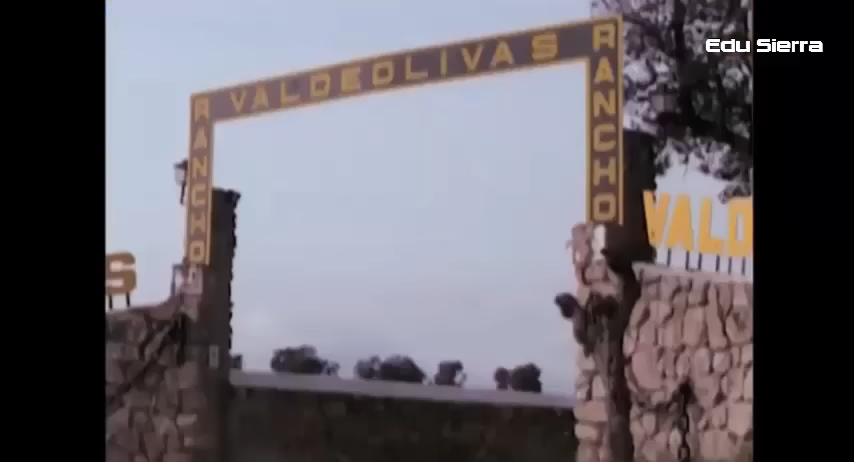 Edu Sierra
RANCHO
VALDEOLIVAS
RANCHO
S
VALD